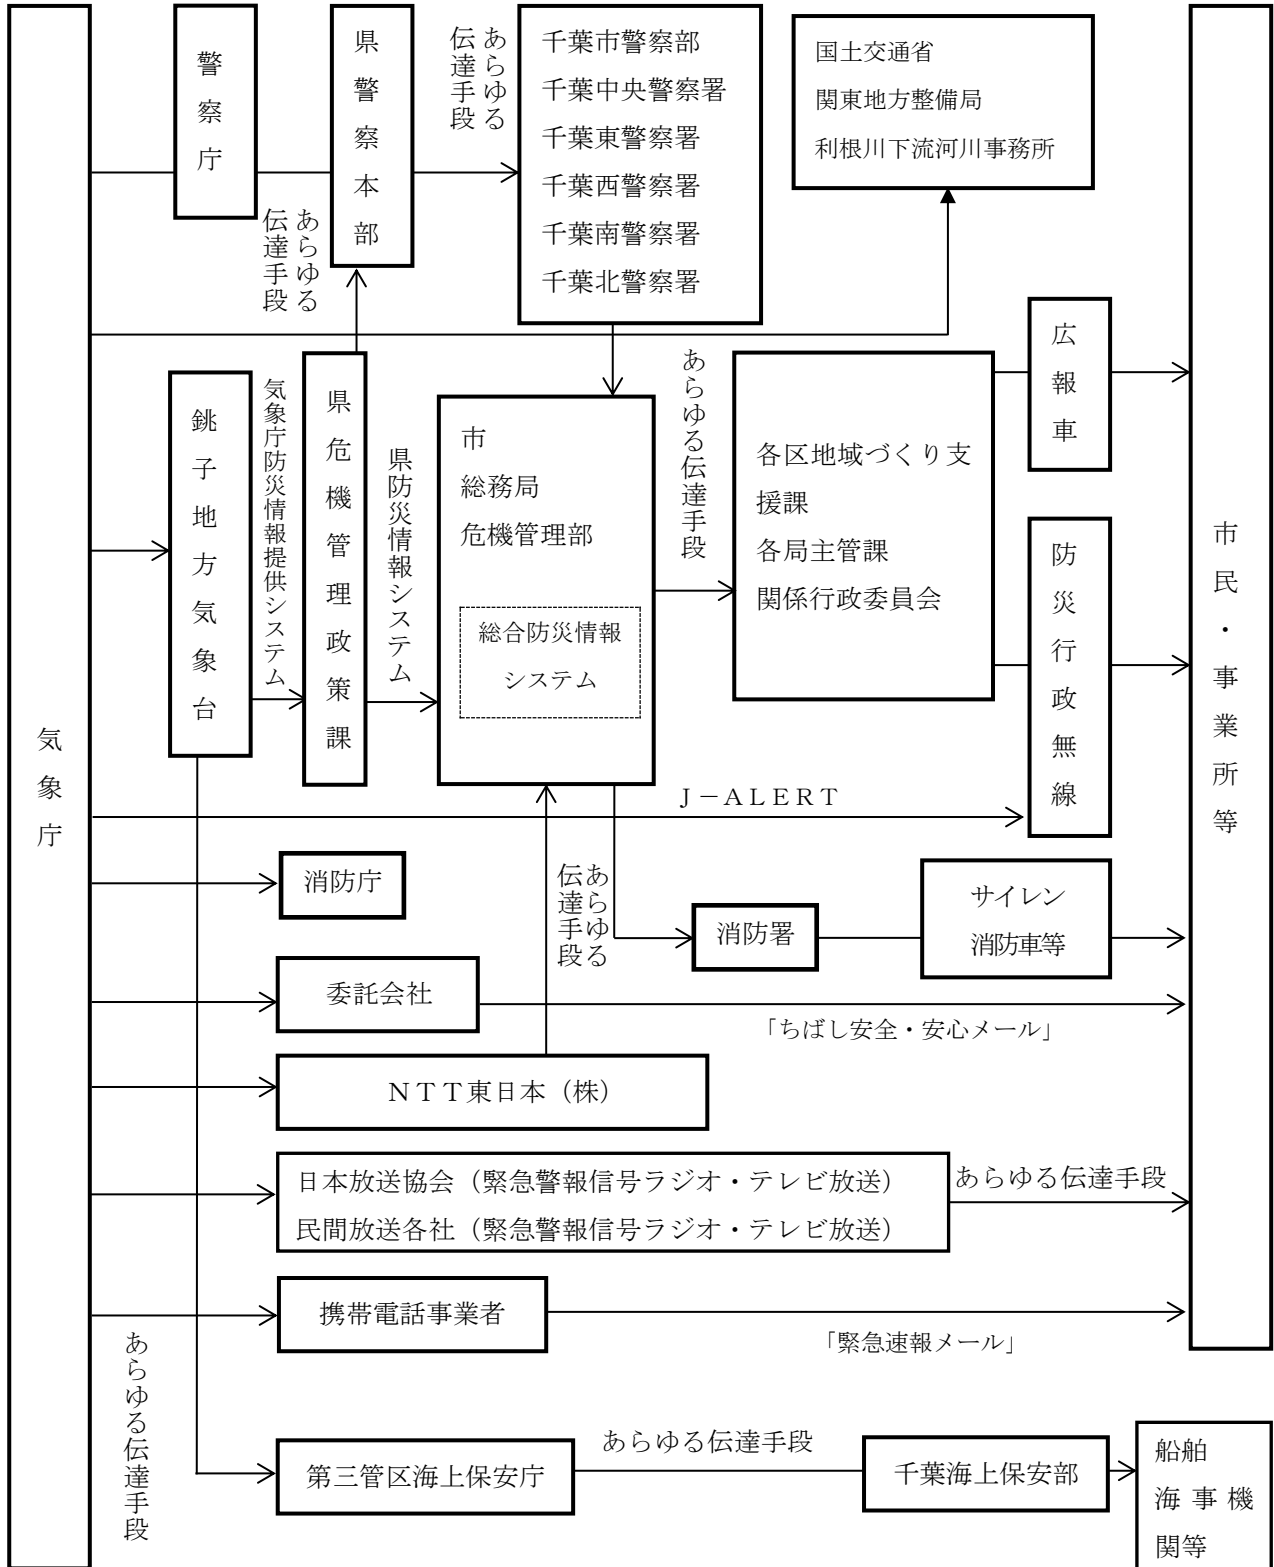 気象庁
警察庁
県警察本部
あらゆる
伝達手段
あらゆる
伝達手段
千葉市警察部
千葉中央警察署
千葉東警察署
千葉西警察署
千葉南警察署
千葉北警察署
国土交通省
関東地方整備局
利根川下流河川事務所
銚子地方気象台
気象庁防災情報提供システム
県危機管理政策課
県防災情報システム
市
総務局
危機管理部
総合防災情報
システム
あらゆる伝達手段
各区地域づくり支
援課
各局主管課
関係行政委員会
広報車
防災行政無線
市民・事業所等
J－ALERT
消防庁
あらゆる
伝達手段
消防署
サイレン
消防車等
委託会社
「ちばし安全・安心メール」
NTT東日本（株）
日本放送協会（緊急警報信号ラジオ・テレビ放送）
民間放送各社（緊急警報信号ラジオ・テレビ放送）
あらゆる伝達手段
携帯電話事業者
「緊急速報メール」
あらゆる伝達手段
第三管区海上保安庁
あらゆる伝達手段
千葉海上保安部
船舶
海事機
関等